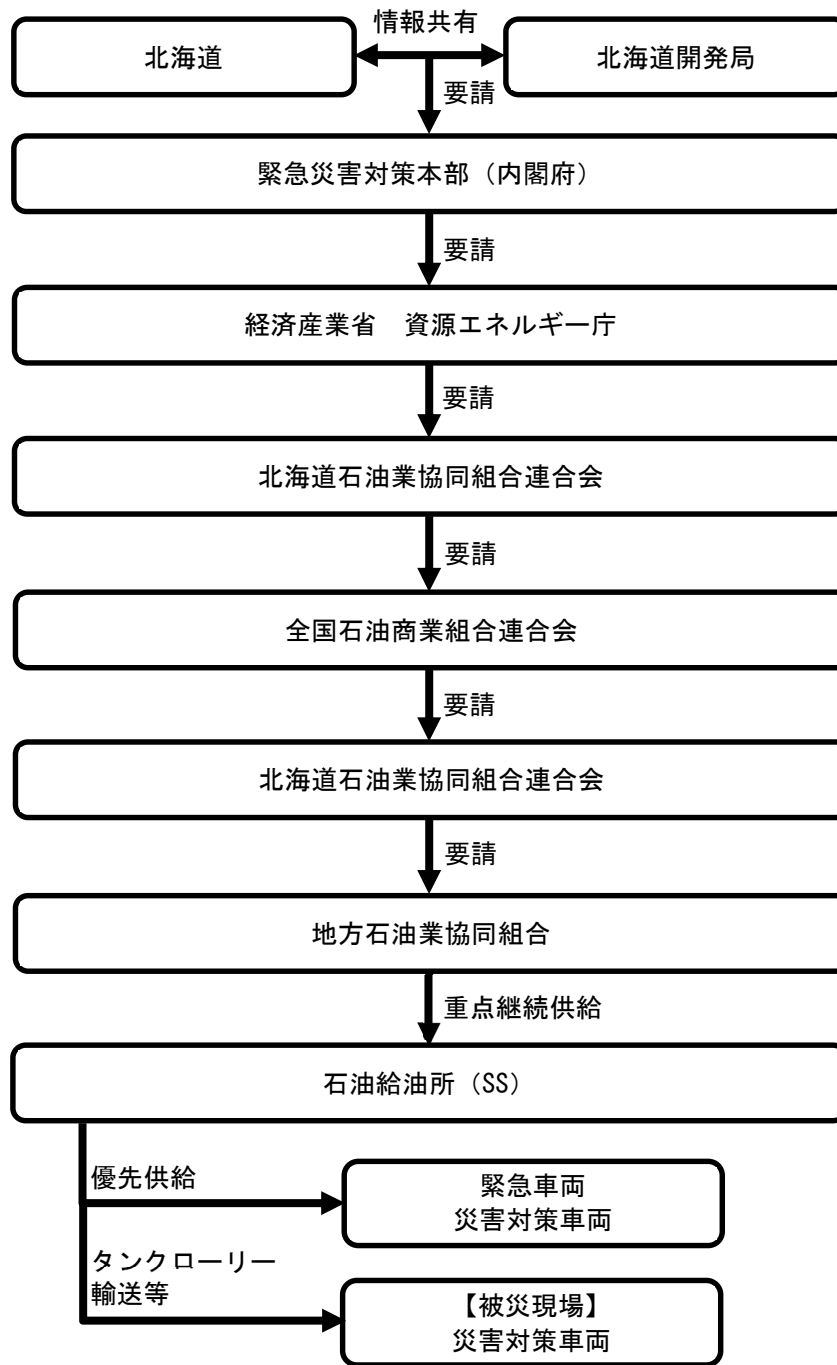 情報共有
北海道
北海道開発局
要請
緊急災害対策本部（内閣府）
要請
経済産業省　資源エネルギー庁
要請
北海道石油業協同組合連合会
要請
全国石油商業組合連合会
要請
北海道石油業協同組合連合会
要請
地方石油業協同組合
重点継続供給
石油給油所（SS）
優先供給
緊急車両
災害対策車両
タンクローリー
輸送等
【被災現場】
災害対策車両